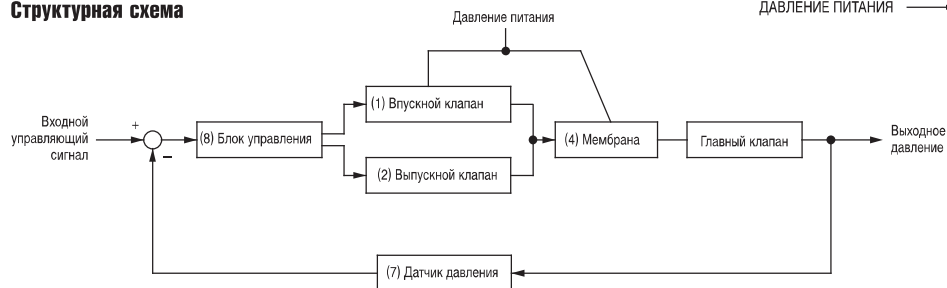 Структурная схема
ДАВЛЕНИЕ ПИТАНИЯ
Давление питания
(1) Впускной клапан
Входной
управляющий
сигнал
+
−
(8) Блок управления
(4) Мембрана
Главный клапан
Выходное
давление
(2) Выпускной клапан
(7) Датчик давления